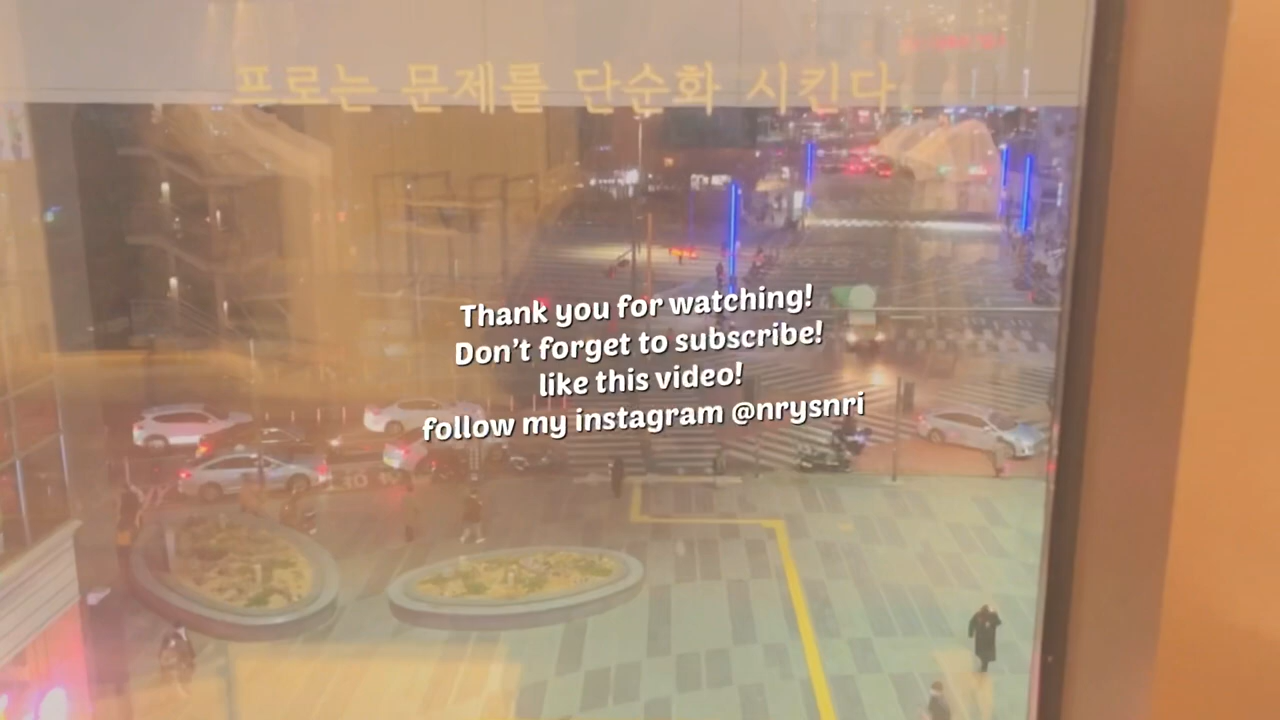 프로는 문제를 단순화 시킨다
Thank you for watching!
Don't forget to subscribe!
like this video!
follow my instagram @nrysnri